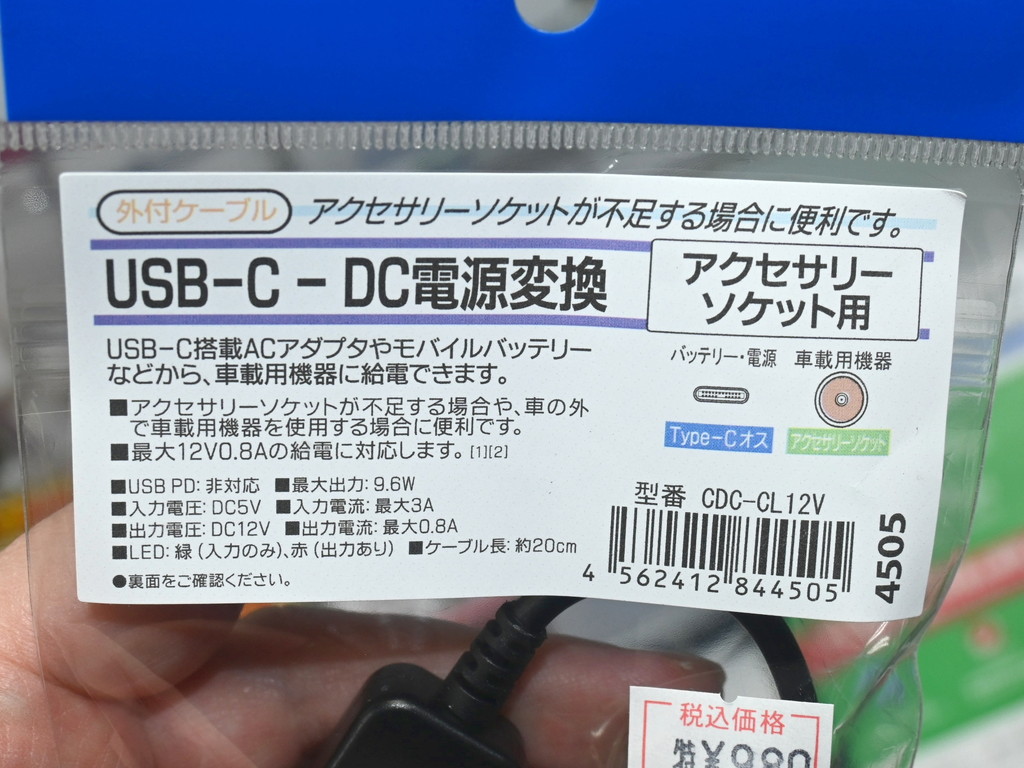 外付ケーブル アクセサリーソケットが不足する場合に便利です。
USB-C - DC電源変換
アクセサリー
ソケット用
USB-C搭載ACアダプタやモバイルバッテリー
などから、車載用機器に給電できます。
■アクセサリーソケットが不足する場合や、車の外
で車載用機器を使用する場合に便利です。
■最大12V0.8Aの給電に対応します。[1][2]
バッテリー・電源 車載用機器
Type-Cオス アクセサリーソケット
■USB PD: 非対応 ■最大出力: 9.6W
■入力電圧: DC5V ■入力電流: 最大3A
■出力電圧: DC12V ■出力電流: 最大0.8A
■LED: 緑(入力のみ)、赤(出力あり) ■ケーブル長: 約20cm
●裏面をご確認ください。
型番 CDC-CL12V
4 562412 844505
4505
税込価格
特¥980